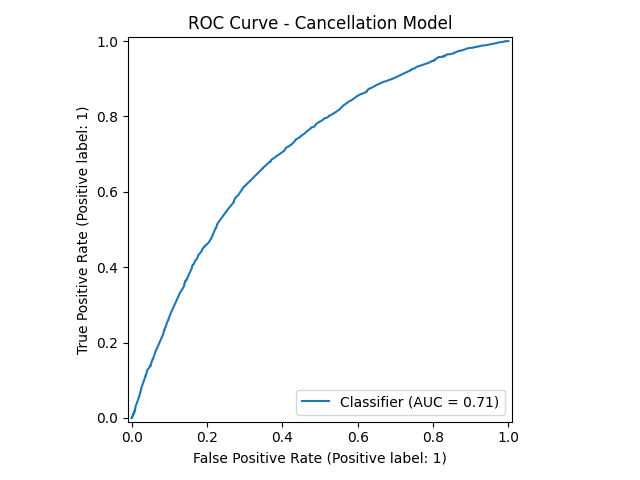 ROC Curve - Cancellation Model
1.0
0.8
0.6
0.4
0.2
0.0
True Positive Rate (Positive label: 1)
Classifier (AUC = 0.71)
0.0 0.2 0.4 0.6 0.8 1.0
False Positive Rate (Positive label: 1)